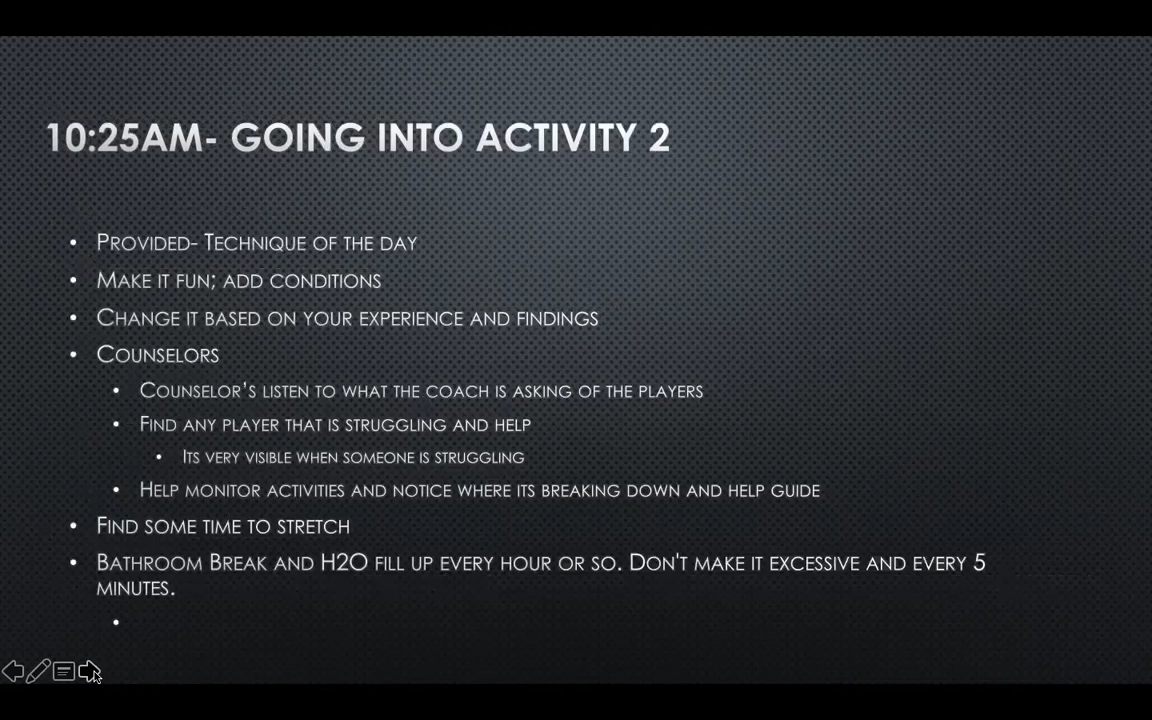 10:25AM- GOING INTO ACTIVITY 2
• PROVIDED- TECHNIQUE OF THE DAY
• MAKE IT FUN; ADD CONDITIONS
• CHANGE IT BASED ON YOUR EXPERIENCE AND FINDINGS
• COUNSELORS
• COUNSELOR'S LISTEN TO WHAT THE COACH IS ASKING OF THE PLAYERS
• FIND ANY PLAYER THAT IS STRUGGLING AND HELP
• ITS VERY VISIBLE WHEN SOMEONE IS STRUGGLING
• HELP MONITOR ACTIVITIES AND NOTICE WHERE ITS BREAKING DOWN AND HELP GUIDE
• FIND SOME TIME TO STRETCH
• BATHROOM BREAK AND H2O FILL UP EVERY HOUR OR SO. DON'T MAKE IT EXCESSIVE AND EVERY 5
MINUTES.
•